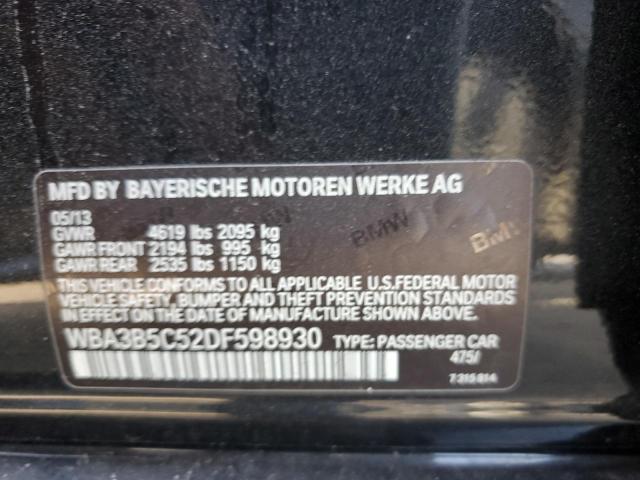 MFD BY BAYERISCHE MOTOREN WERKE AG
05/13
GVWR 4619 lbs 2095 kg
GAWR FRONT 2194 lbs 995 kg
GAWR REAR 2535 lbs 1150 kg
THIS VEHICLE CONFORMS TO ALL APPLICABLE U.S.FEDERAL MOTOR
VEHICLE SAFETY, BUMPER AND THEFT PREVENTION STANDARDS IN
EFFECT ON THE DATE OF MANUFACTURE SHOWN ABOVE.
WBA3B5C52DF598930 TYPE: PASSENGER CAR
475/
7 315 814
BMW